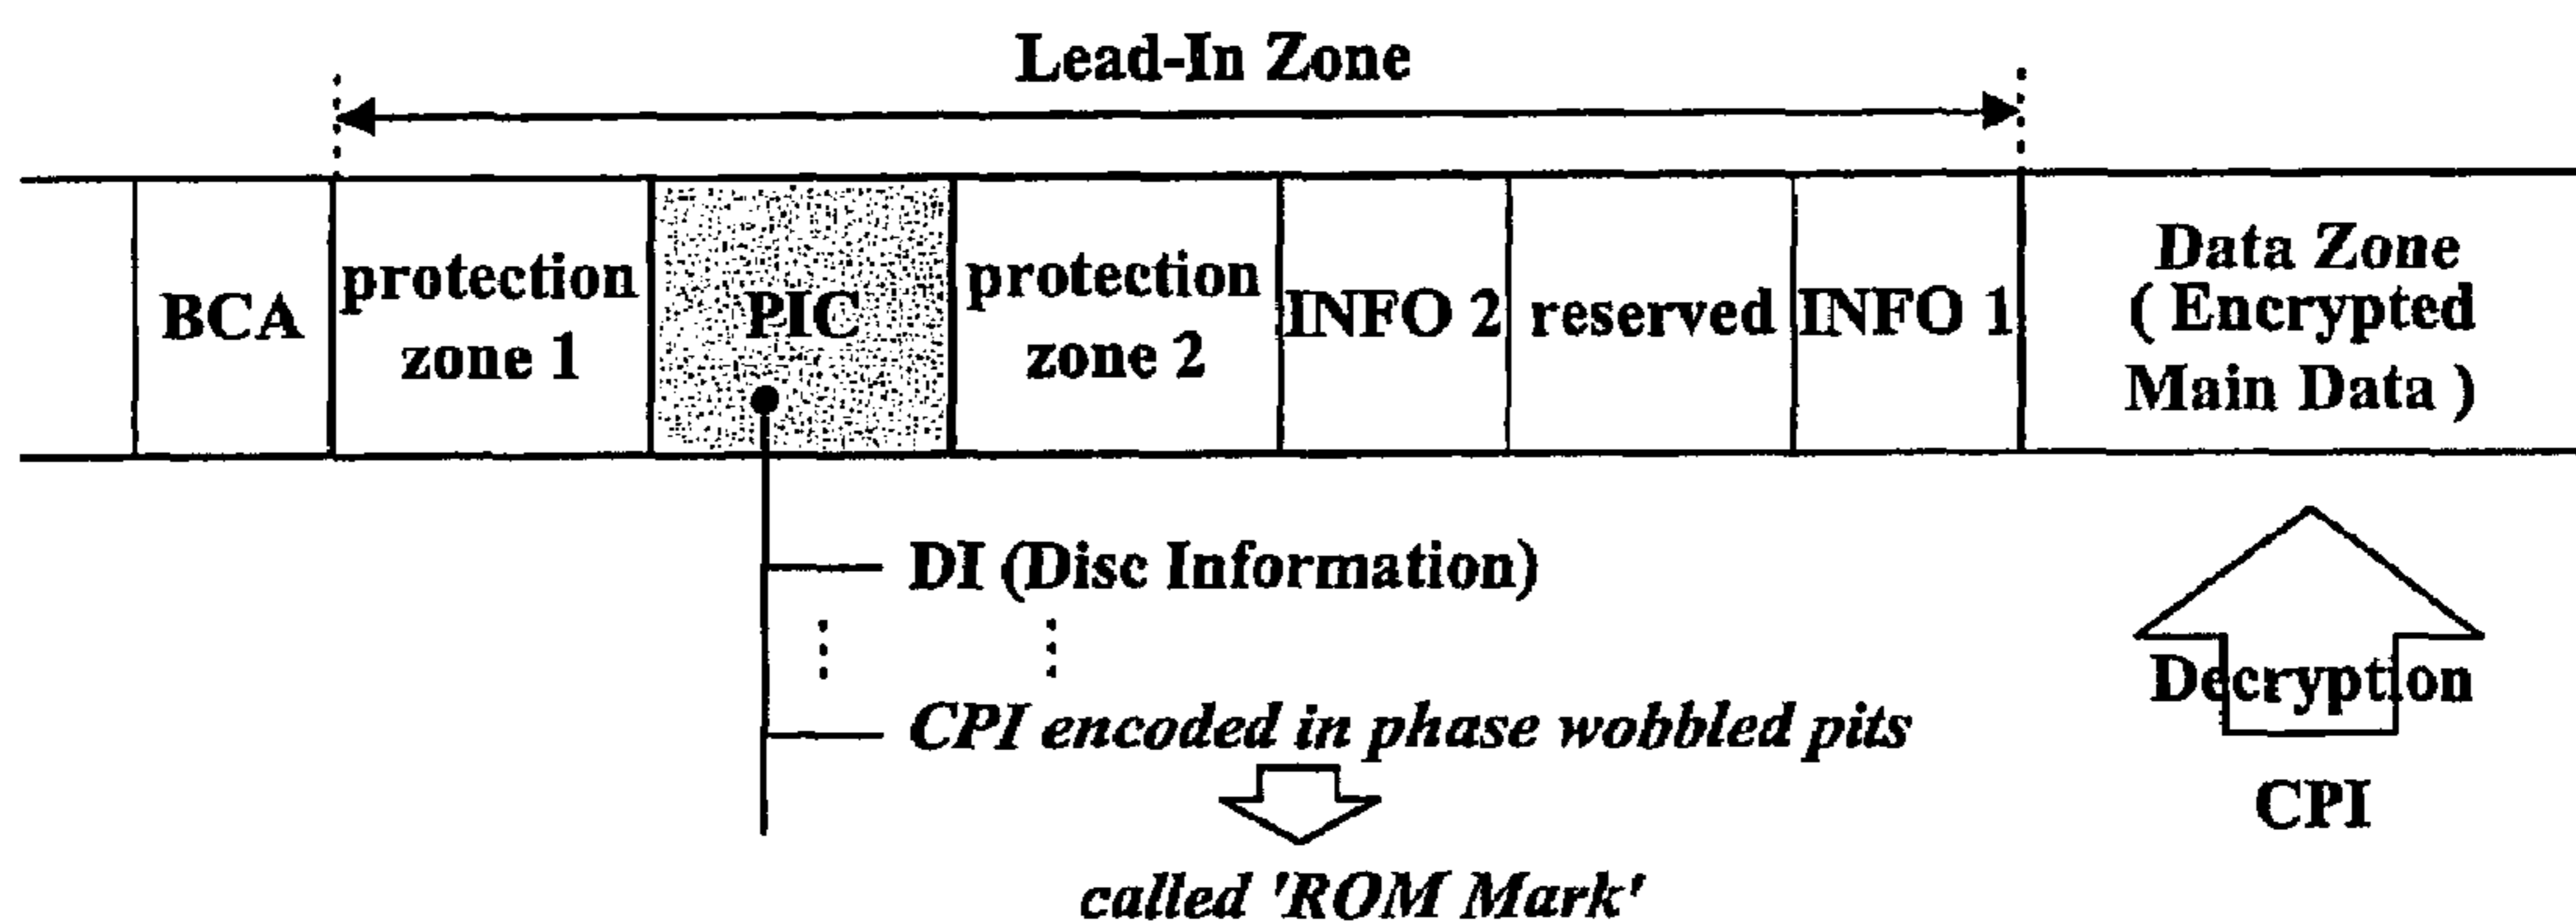 Lead-In Zone
BCA
protection
zone 1
PIC
protection
zone 2
INFO 2
reserved
INFO 1
Data Zone
( Encrypted
Main Data )
DI (Disc Information)
CPI encoded in phase wobbled pits
called 'ROM Mark'
Decryption
CPI